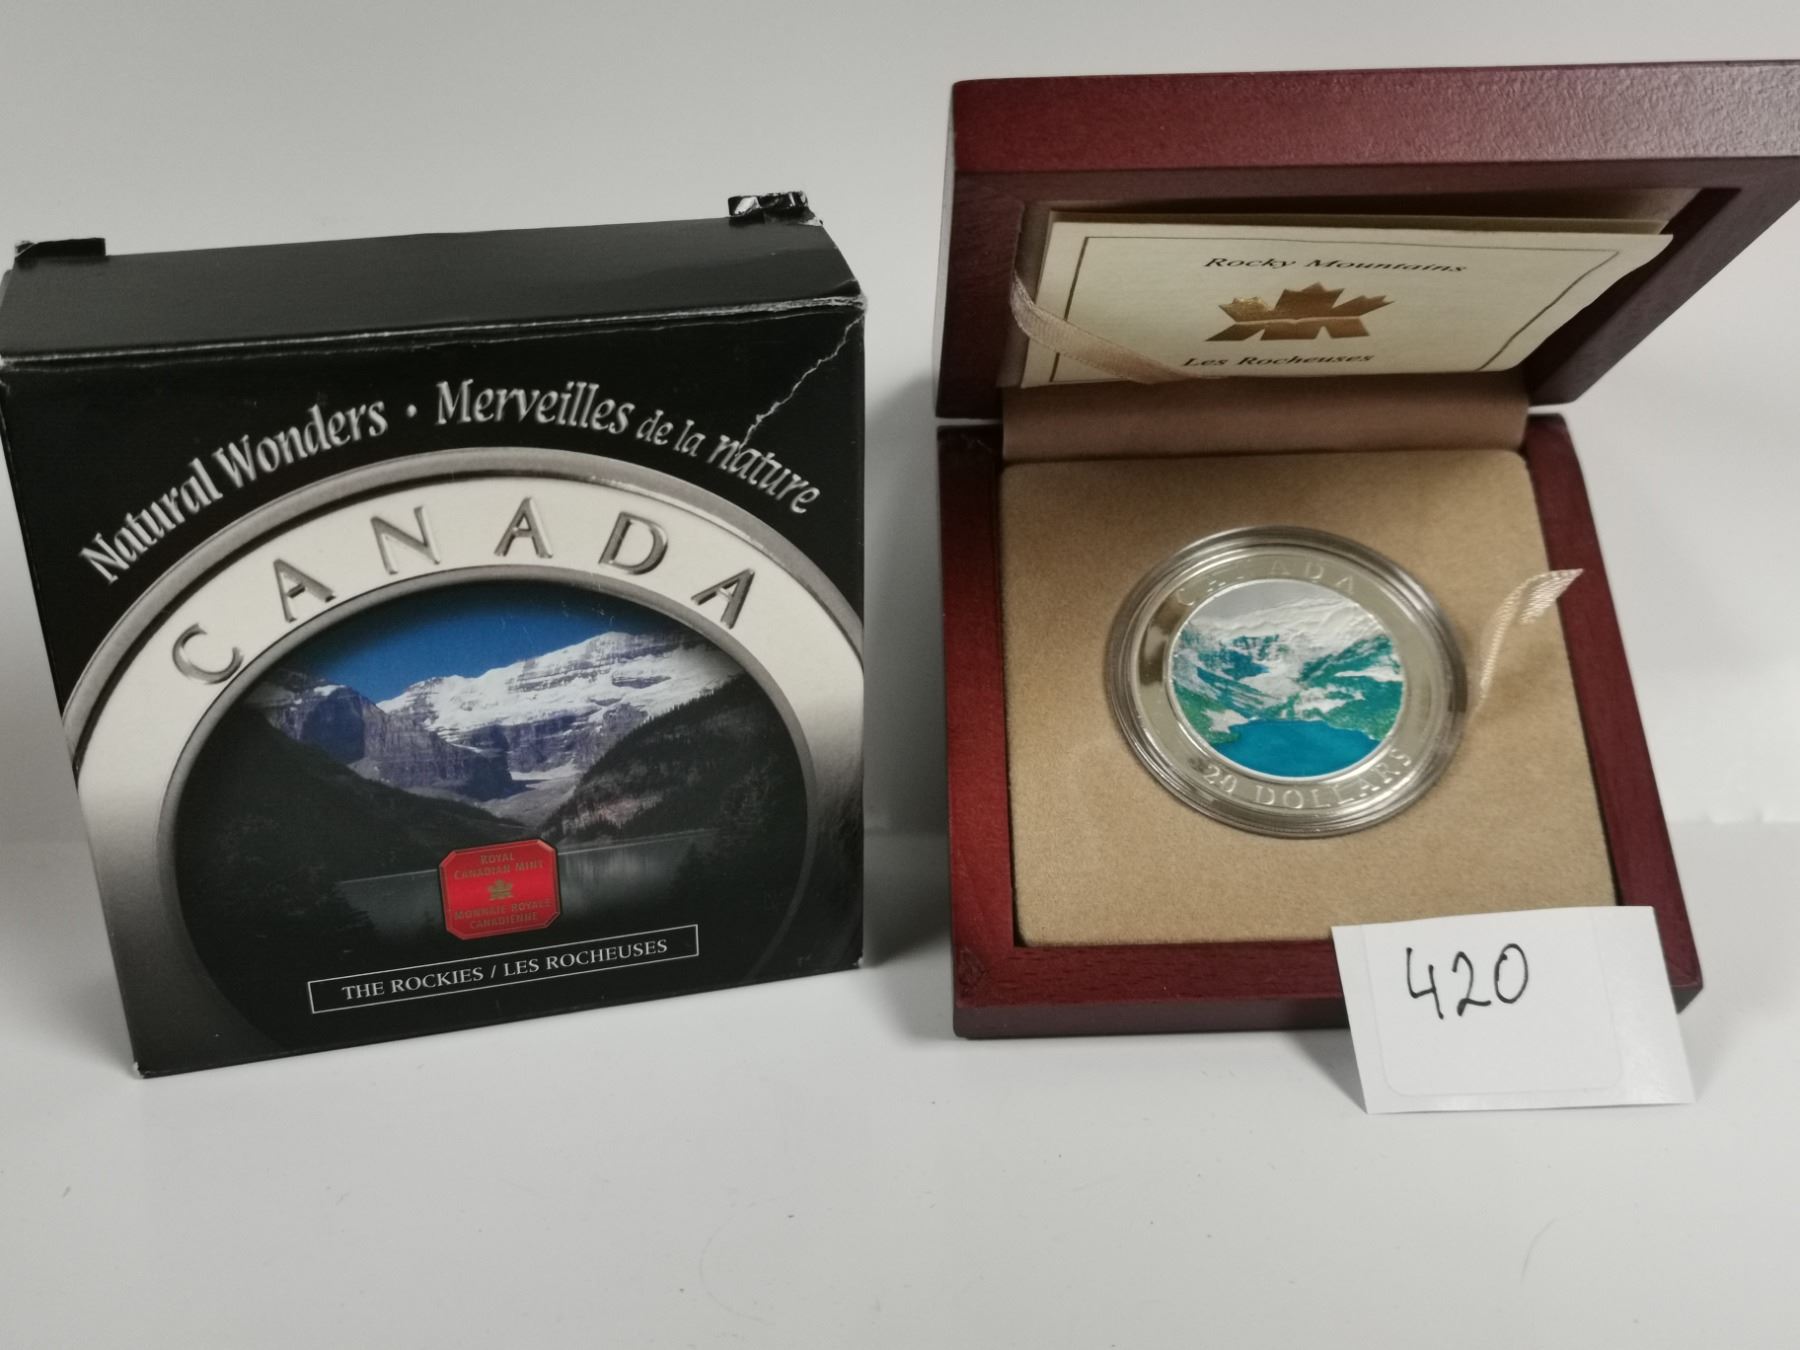 Natural Wonders · Merveilles de la nature
CANADA
ROYAL
CANADIAN MINT
MONNAIE ROYALE
CANADIENNE
THE ROCKIES / LES ROCHEUSES
Rocky Mountains
Les Rocheuses
CANADA
20 DOLLARS
420